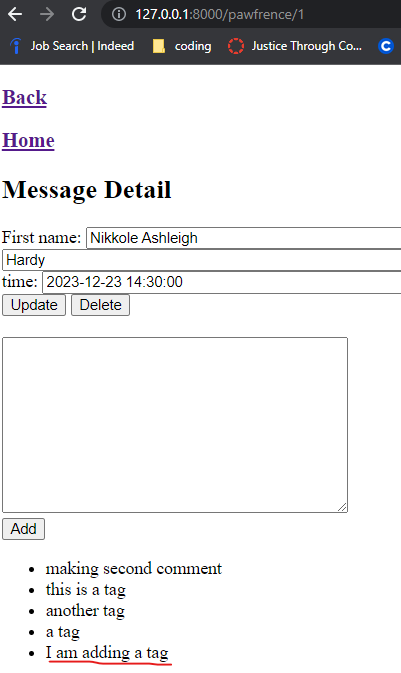 127.0.0.1:8000/pawfrence/1
Job Search | Indeed coding Justice Through Co...
Back
Home
Message Detail
First name: Nikkole Ashleigh
Hardy
time: 2023-12-23 14:30:00
Update Delete
Add
making second comment
this is a tag
another tag
a tag
I am adding a tag